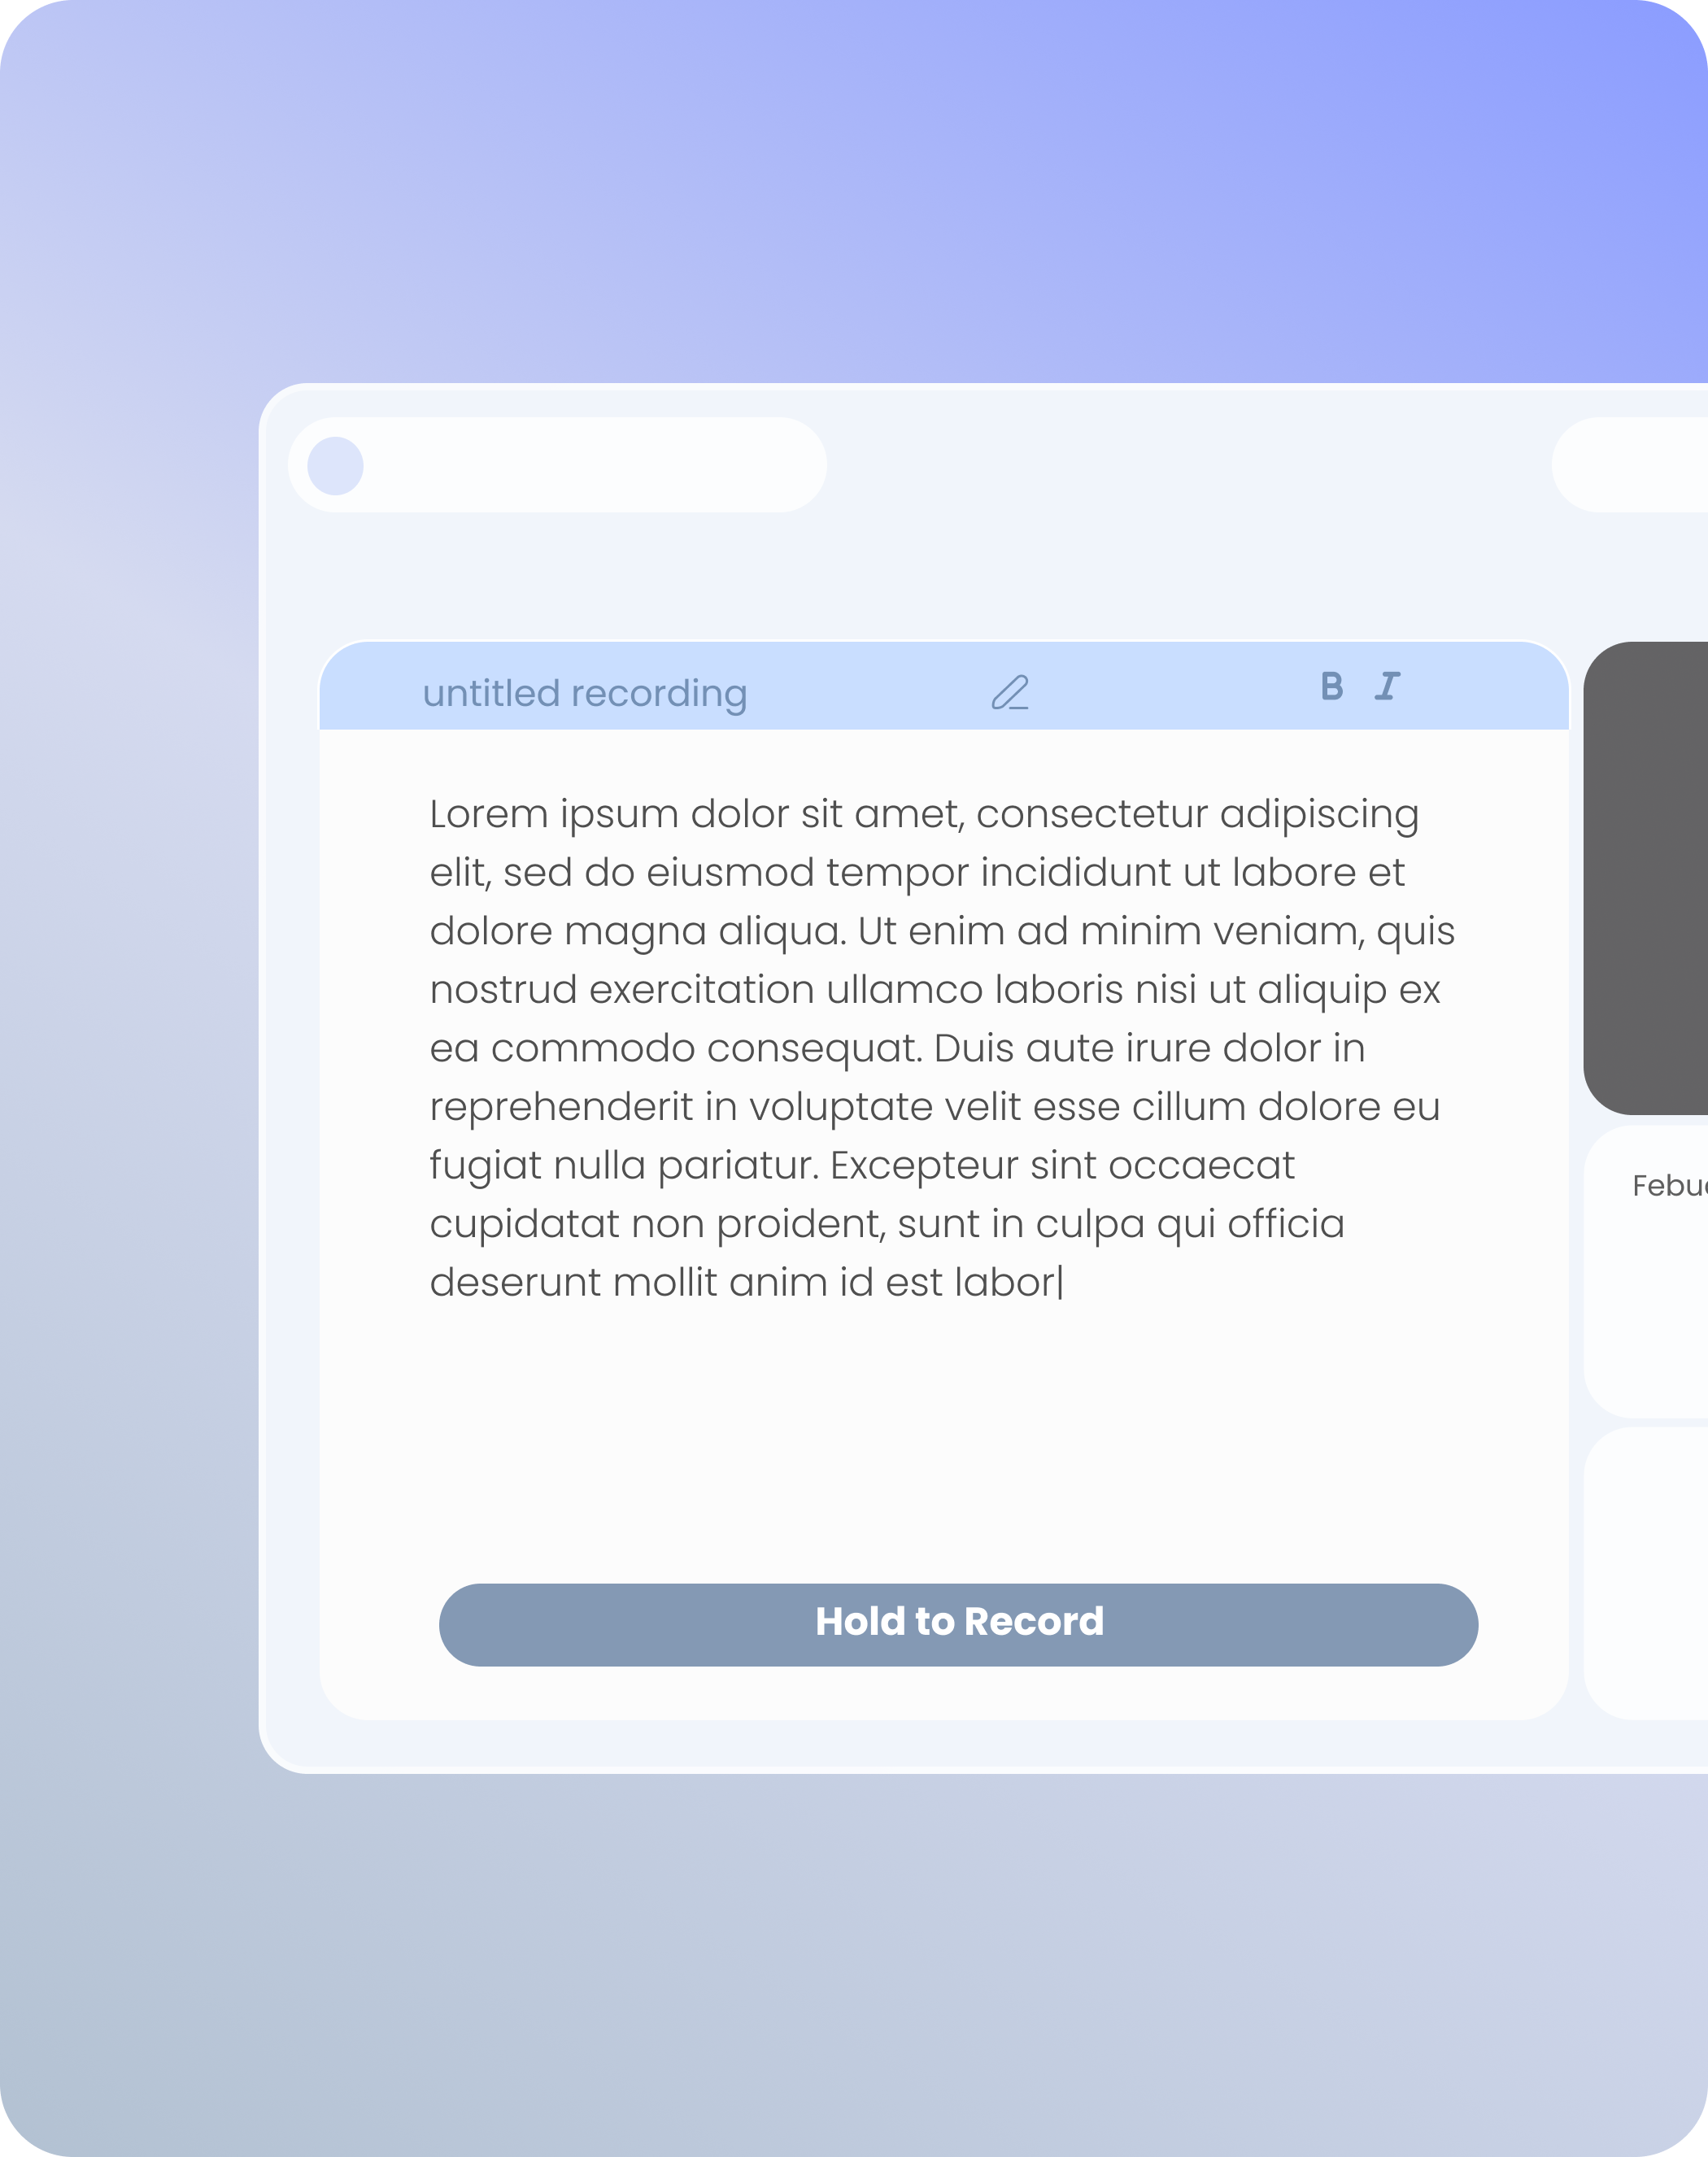 untitled recording
B I
Lorem ipsum dolor sit amet, consectetur adipiscing
elit, sed do eiusmod tempor incididunt ut labore et
dolore magna aliqua. Ut enim ad minim veniam, quis
nostrud exercitation ullamco laboris nisi ut aliquip ex
ea commodo consequat. Duis aute irure dolor in
reprehenderit in voluptate velit esse cillum dolore eu
fugiat nulla pariatur. Excepteur sint occaecat
cupidatat non proident, sunt in culpa qui officia
deserunt mollit anim id est labor|
Hold to Record